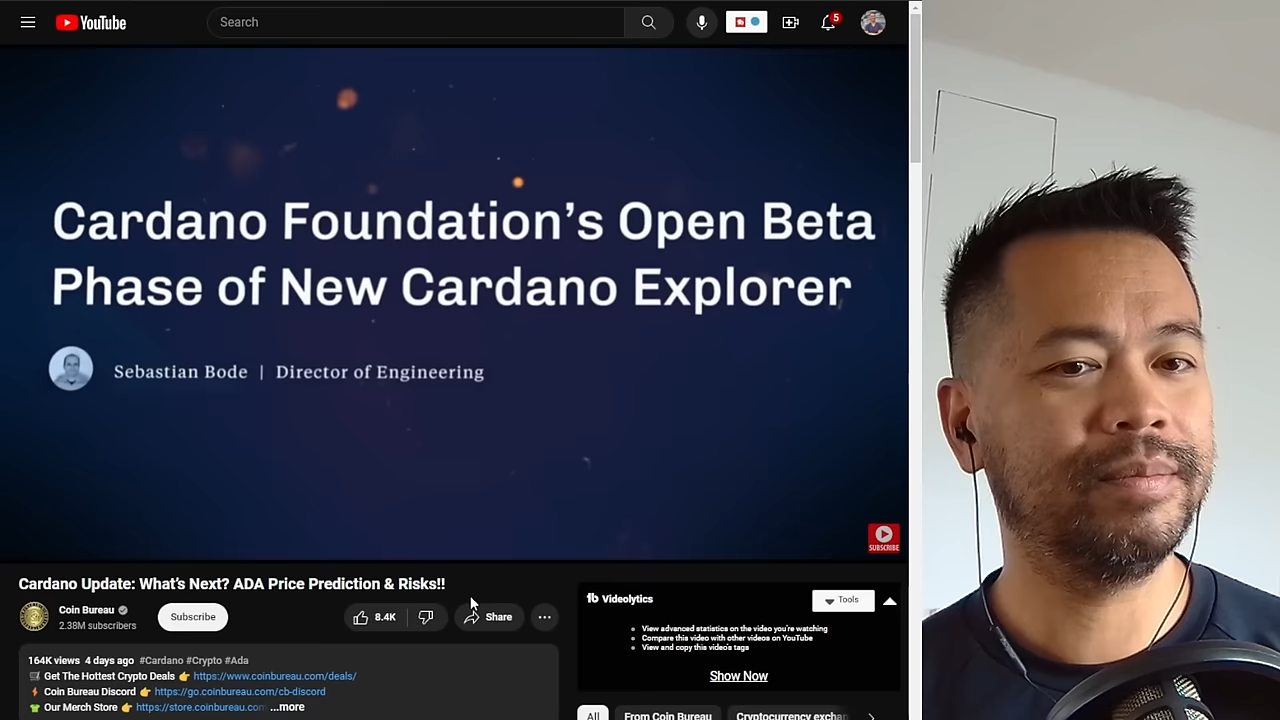 YouTube
Search
5
Cardano Foundation's Open Beta
Phase of New Cardano Explorer
Sebastian Bode | Director of Engineering
SUBSCRIBE
Cardano Update: What's Next? ADA Price Prediction & Risks!!
Coin Bureau
2.38M subscribers
Subscribe
8.4K
Share
164K views 4 days ago #Cardano #Crypto #Ada
🛒 Get The Hottest Crypto Deals 👉 https://www.coinbureau.com/deals/
⚡ Coin Bureau Discord 👉 https://go.coinbureau.com/cb-discord
👕 Our Merch Store 👉 https://store.coinbureau.com ...more
Videolytics
Tools
View advanced statistics on the video you're watching
Compare this video with other videos on YouTube
View and copy this video's tags
Show Now
All
From Coin Bureau
Cryptocurrency exchan